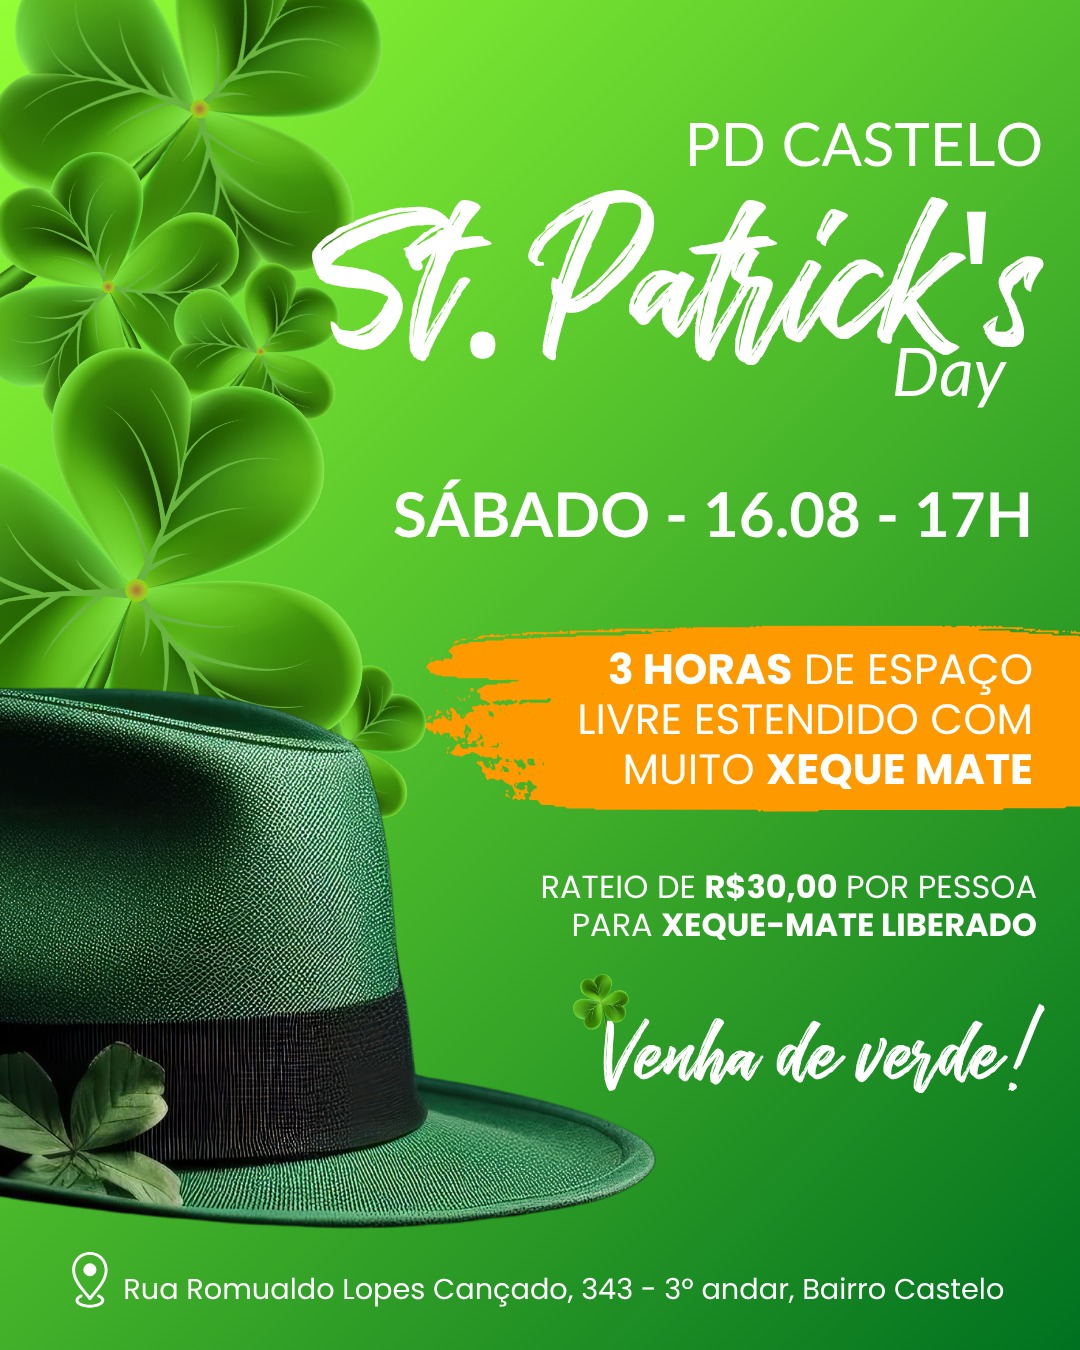 PD CASTELO
St. Patrick's
Day
SÁBADO - 16.08 - 17H
3 HORAS DE ESPAÇO
LIVRE ESTENDIDO COM
MUITO XEQUE MATE
RATEIO DE R$30,00 POR PESSOA
PARA XEQUE-MATE LIBERADO
Venha de verde!
Rua Romualdo Lopes Cançado, 343 - 3º andar, Bairro Castelo